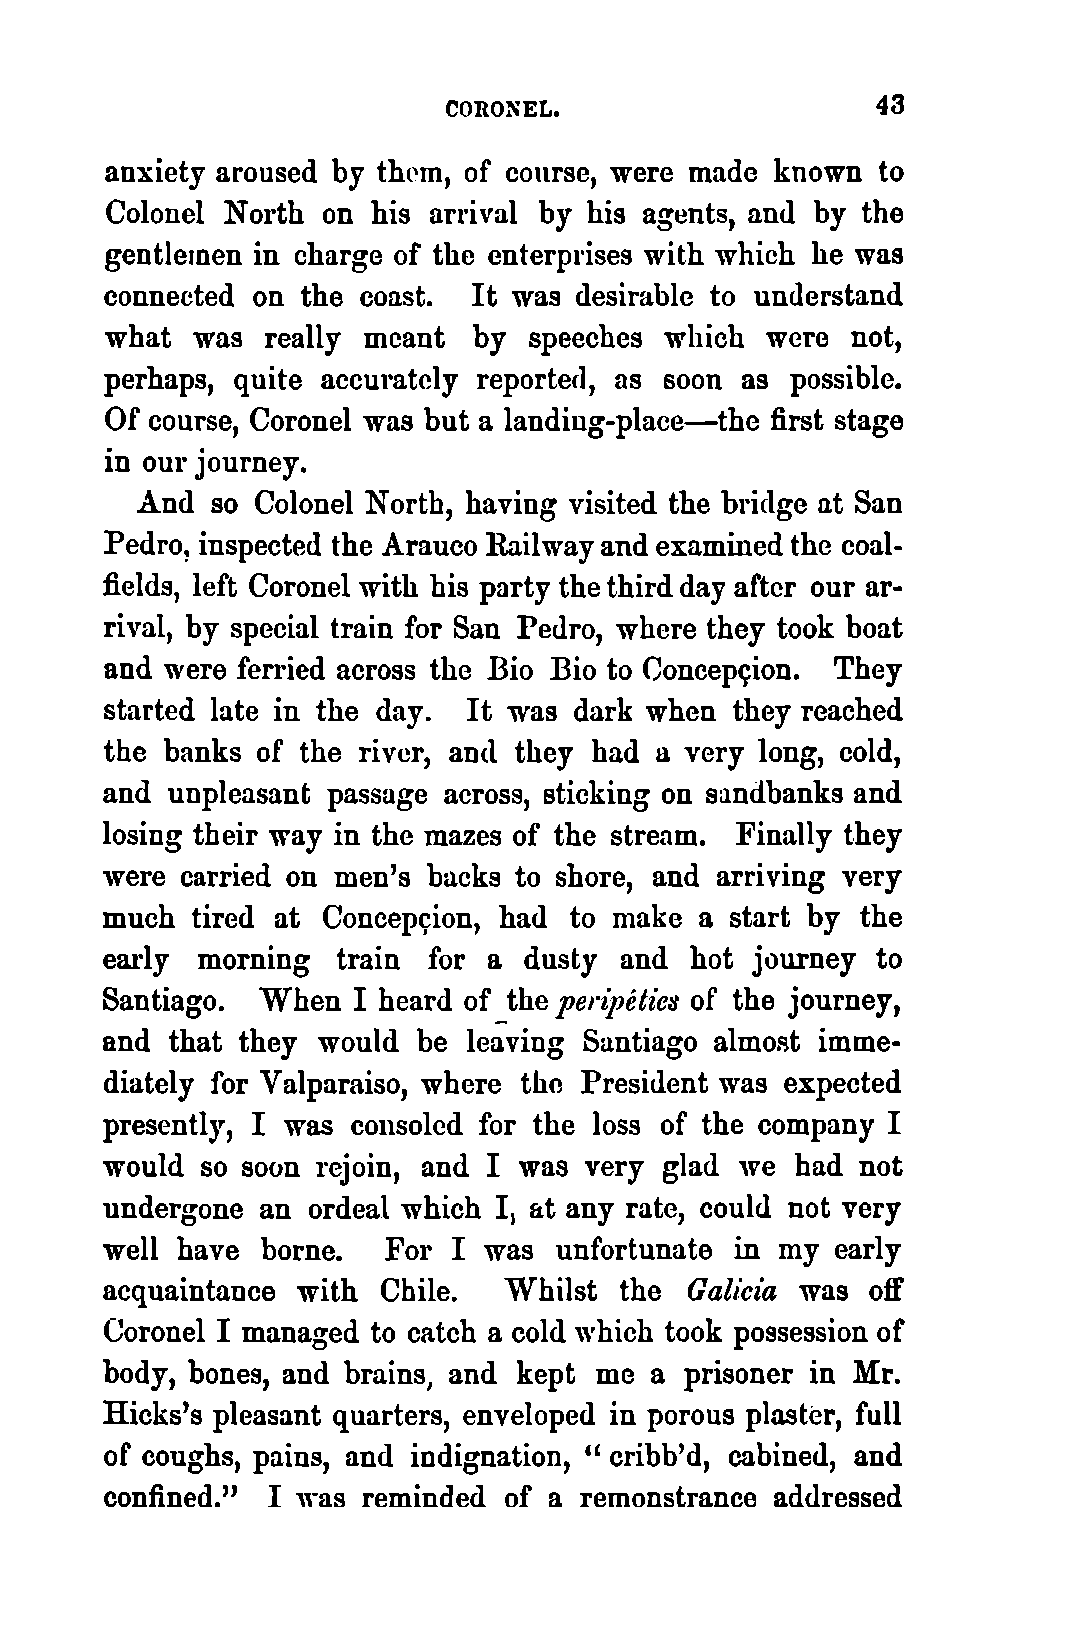 CORONEL. 43
anxiety aroused by them, of course, were made known to
Colonel North on his arrival by his agents, and by the
gentlemen in charge of the enterprises with which he was
connected on the coast. It was desirable to understand
what was really meant by speeches which were not,
perhaps, quite accurately reported, as soon as possible.
Of course, Coronel was but a landing-place—the first stage
in our journey.
And so Colonel North, having visited the bridge at San
Pedro, inspected the Arauco Railway and examined the coal-
fields, left Coronel with his party the third day after our ar-
rival, by special train for San Pedro, where they took boat
and were ferried across the Bio Bio to Concepçion. They
started late in the day. It was dark when they reached
the banks of the river, and they had a very long, cold,
and unpleasant passage across, sticking on sandbanks and
losing their way in the mazes of the stream. Finally they
were carried on men's backs to shore, and arriving very
much tired at Concepçion, had to make a start by the
early morning train for a dusty and hot journey to
Santiago. When I heard of the peripéties of the journey,
and that they would be leaving Santiago almost imme-
diately for Valparaiso, where the President was expected
presently, I was consoled for the loss of the company I
would so soon rejoin, and I was very glad we had not
undergone an ordeal which I, at any rate, could not very
well have borne. For I was unfortunate in my early
acquaintance with Chile. Whilst the Galicia was off
Coronel I managed to catch a cold which took possession of
body, bones, and brains, and kept me a prisoner in Mr.
Hicks's pleasant quarters, enveloped in porous plaster, full
of coughs, pains, and indignation, "cribb'd, cabined, and
confined." I was reminded of a remonstrance addressed